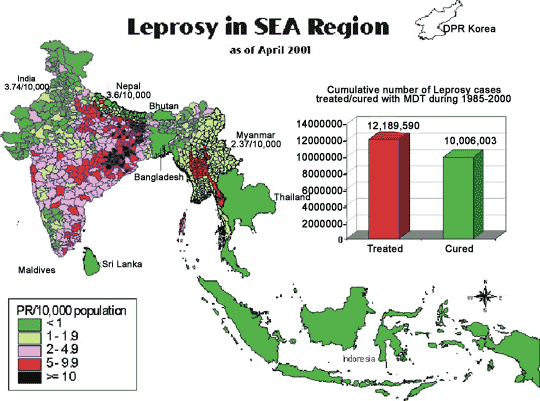 Leprosy in SEA Region
as of April 2001
DPR Korea
India
3.74/10,000
Nepal
3.6/10,000
Bhutan
Myanmar
2.37/10,000
Bangladesh
Thailand
Maldives
Sri Lanka
Indonesia
Cumulative number of Leprosy cases
treated/cured with MDT during 1985-2000
14000000
12000000
10000000
8000000
6000000
4000000
2000000
0
12,189,590
10,006,003
Treated
Cured
N
W
E
S
PR/10,000 population
< 1
1 - 1.9
2 - 4.9
5 - 9.9
>= 10